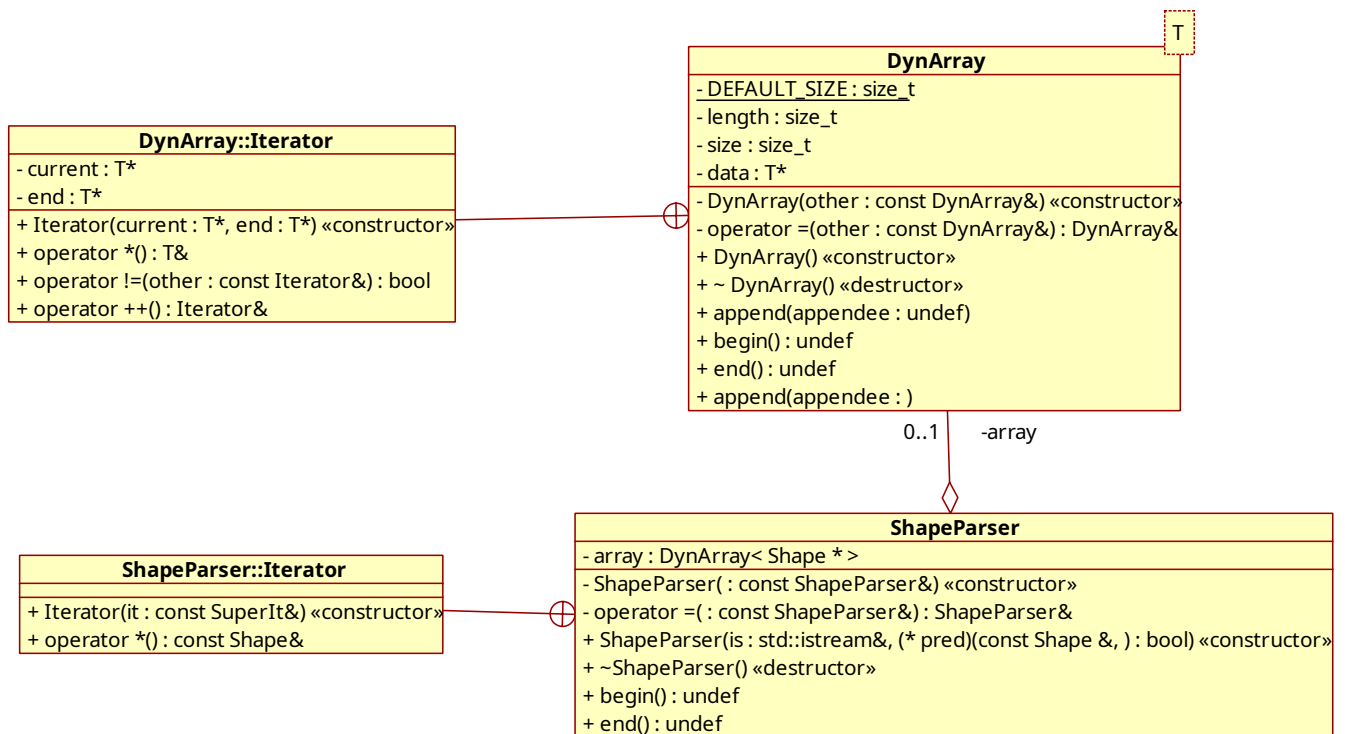 T
DynArray
- DEFAULT_SIZE : size_t
- length : size_t
- size : size_t
- data : T*
- DynArray(other : const DynArray&) «constructor»
- operator =(other : const DynArray&) : DynArray&
+ DynArray() «constructor»
+ ~ DynArray() «destructor»
+ append(appendee : undef)
+ begin() : undef
+ end() : undef
+ append(appendee : )
DynArray::Iterator
- current : T*
- end : T*
+ Iterator(current : T*, end : T*) «constructor»
+ operator *() : T&
+ operator !=(other : const Iterator&) : bool
+ operator ++() : Iterator&
0..1 -array
ShapeParser
- array : DynArray< Shape * >
- ShapeParser( : const ShapeParser&) «constructor»
- operator =( : const ShapeParser&) : ShapeParser&
+ ShapeParser(is : std::istream&, (* pred)(const Shape &, ) : bool) «constructor»
+ ~ShapeParser() «destructor»
+ begin() : undef
+ end() : undef
ShapeParser::Iterator
+ Iterator(it : const SuperIt&) «constructor»
+ operator *() : const Shape&